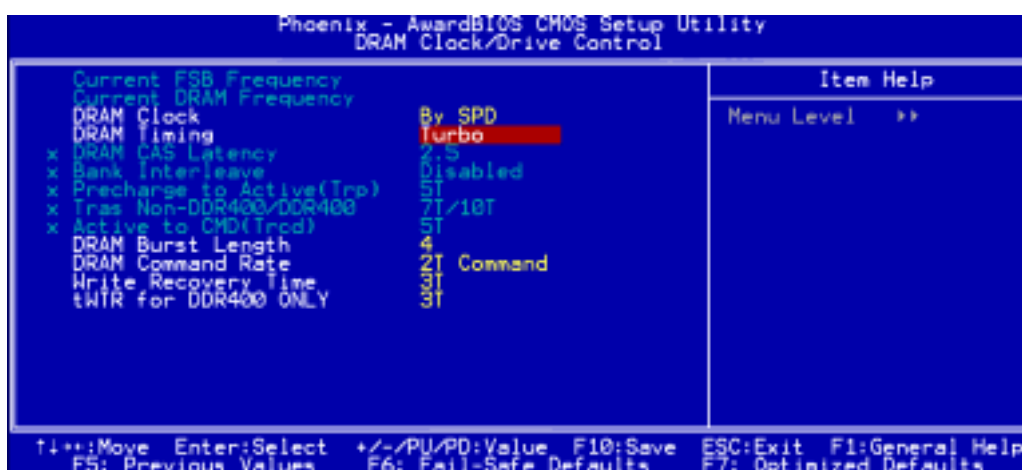 Phoenix - AwardBIOS CMOS Setup Utility
DRAM Clock/Drive Control
Current FSB Frequency
Current DRAM Frequency
DRAM Clock By SPD
DRAM Timing Turbo
x DRAM CAS Latency 2.5
x Bank Interleave Disabled
x Precharge to Active(Trp) 5T
x Tras Non-DDR400/DDR400 7T/10T
x Active to CMD(Trcd) 5T
DRAM Burst Length 4
DRAM Command Rate 2T Command
Write Recovery Time 3T
tWTR for DDR400 ONLY 3T
Item Help
Menu Level ▸▸
↑↓→←:Move Enter:Select +/-/PU/PD:Value F10:Save ESC:Exit F1:General Help
F5: Previous Values F6: Fail-Safe Defaults F7: Optimized Defaults